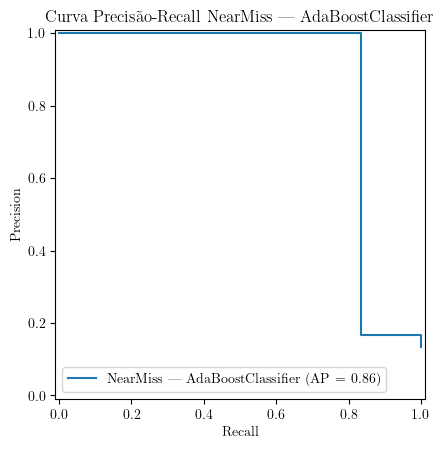 Curva Precisão-Recall NearMiss — AdaBoostClassifier
1.0
0.8
0.6
0.4
0.2
0.0
Precision
NearMiss — AdaBoostClassifier (AP = 0.86)
0.0 0.2 0.4 0.6 0.8 1.0
Recall